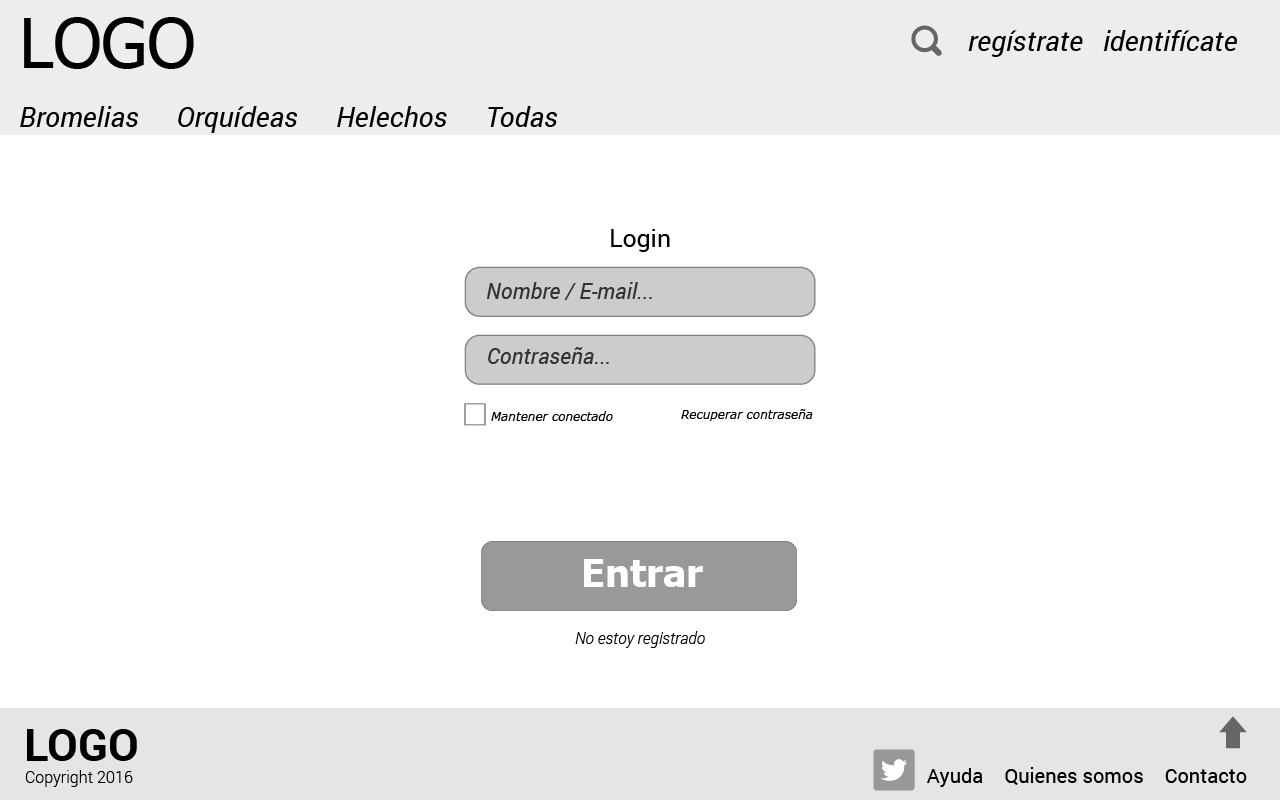 LOGO
regístrate identifícate
Bromelias Orquídeas Helechos Todas
Login
Nombre / E-mail...
Contraseña...
Mantener conectado Recuperar contraseña
Entrar
No estoy registrado
LOGO
Copyright 2016
Ayuda Quienes somos Contacto